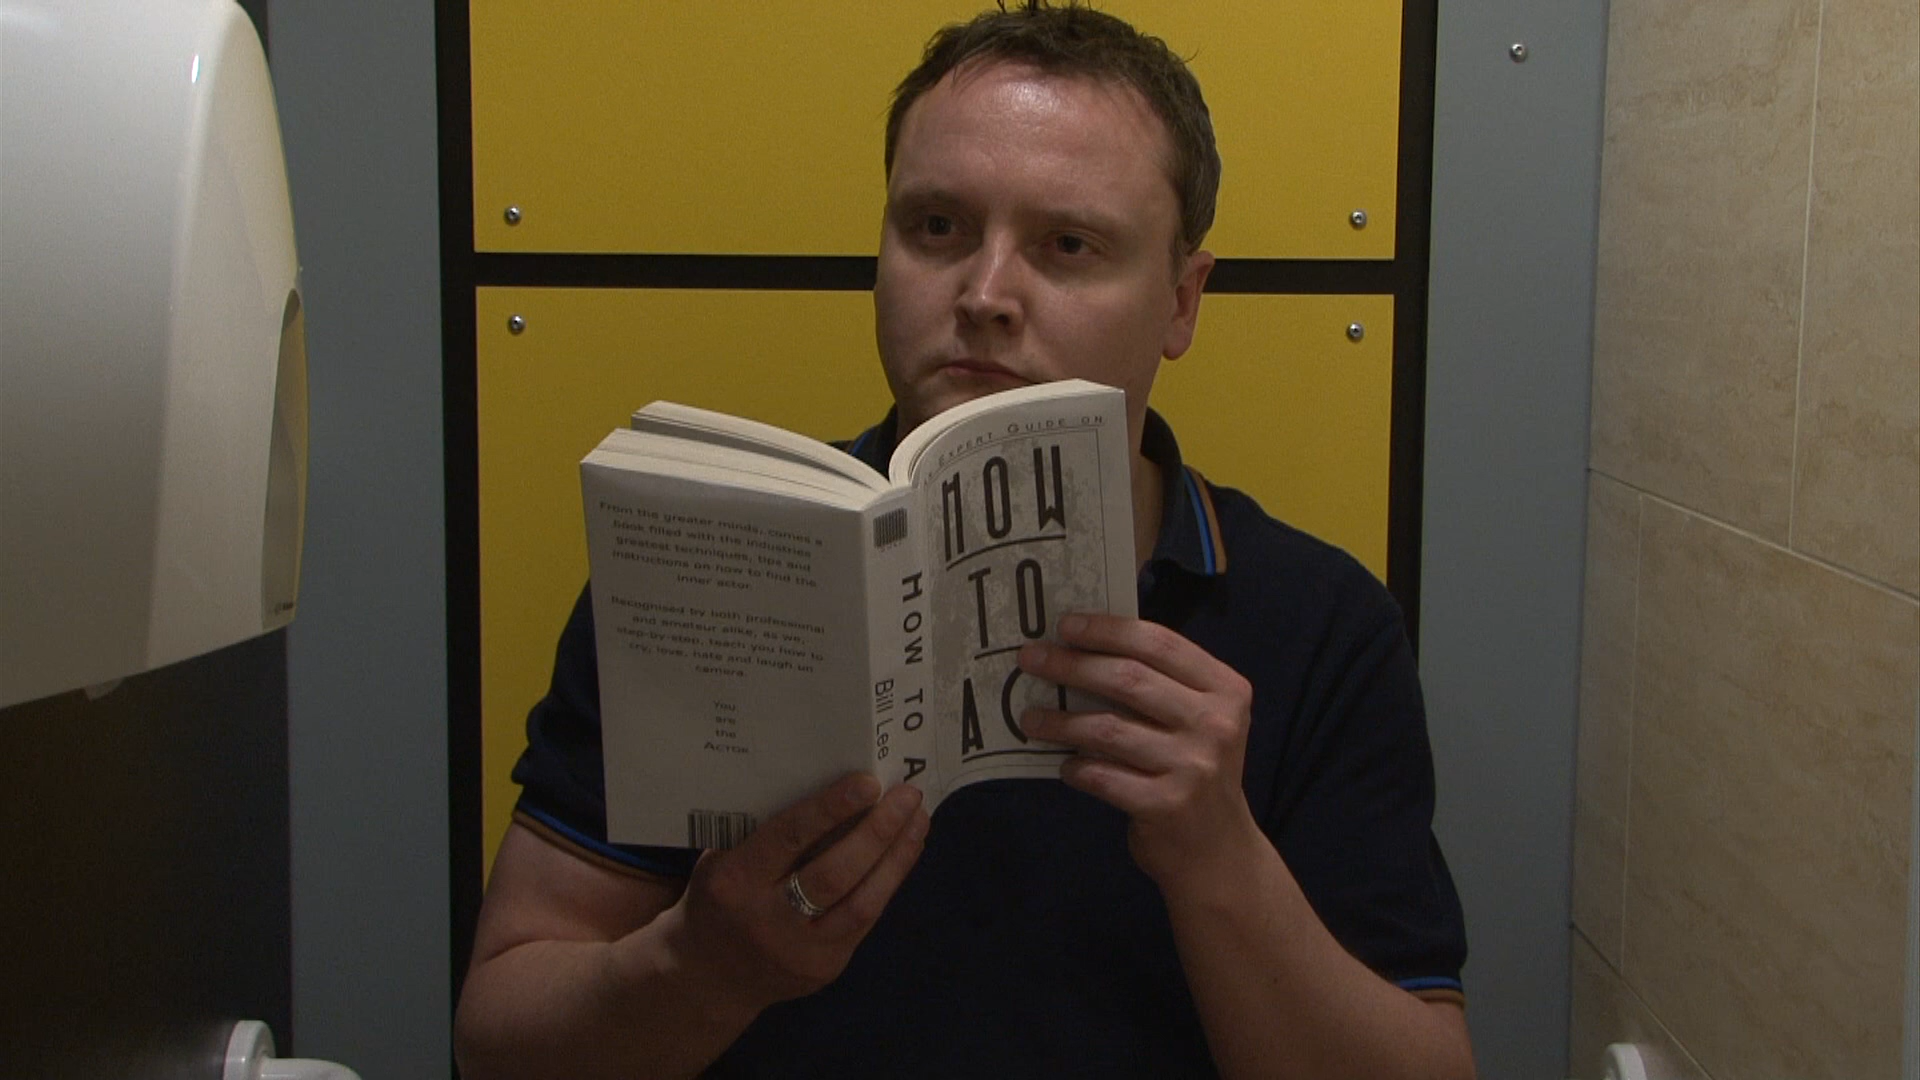 From the greater minds, comes a
book filled with the industries
greatest techniques, tips and
instructions on how to find the
inner actor.
Recognised by both professional
and ameteur alike, as we,
step-by-step, teach you how to
cry, love, hate and laugh on
camera.
You
are
the
ACTOR
HOW TO A
Bill Lee
EXPERT GUIDE ON
HOW
TO
AC